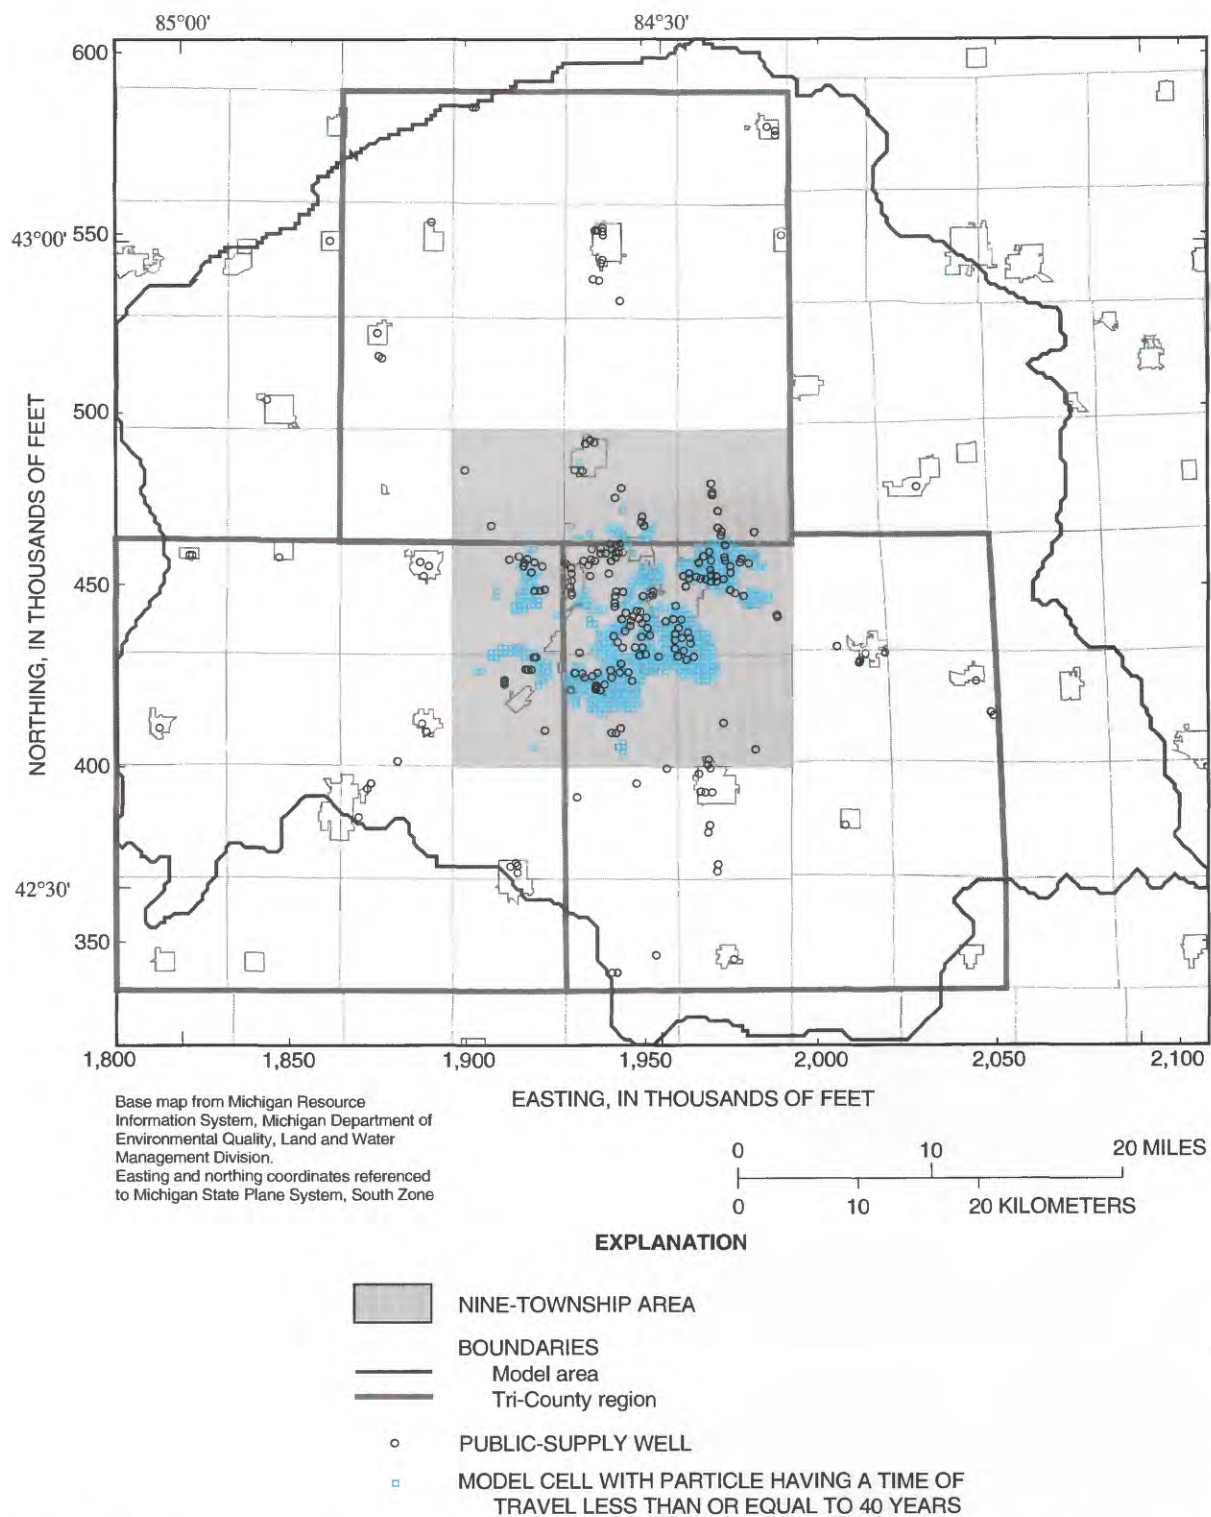 85°00' 84°30'
600
550
43°00'
500
450
400
42°30'
350
NORTHING, IN THOUSANDS OF FEET
1,800 1,850 1,900 1,950 2,000 2,050 2,100
EASTING, IN THOUSANDS OF FEET
Base map from Michigan Resource
Information System, Michigan Department of
Environmental Quality, Land and Water
Management Division.
Easting and northing coordinates referenced
to Michigan State Plane System, South Zone
0 10 20 MILES
0 10 20 KILOMETERS
EXPLANATION
NINE-TOWNSHIP AREA
BOUNDARIES
Model area
Tri-County region
PUBLIC-SUPPLY WELL
MODEL CELL WITH PARTICLE HAVING A TIME OF
TRAVEL LESS THAN OR EQUAL TO 40 YEARS